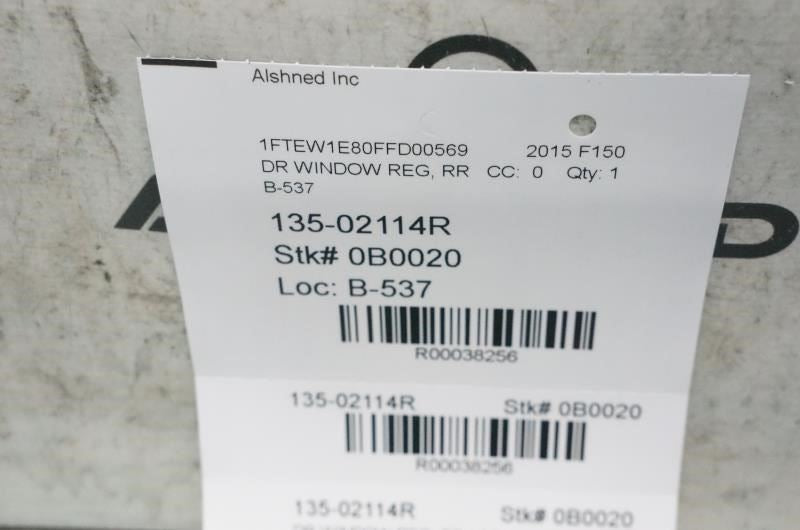 Alshned Inc
1FTEW1E80FFD00569 2015 F150
DR WINDOW REG, RR CC: 0 Qty: 1
B-537
135-02114R
Stk# 0B0020
Loc: B-537
R00038256
135-02114R Stk# 0B0020
R00038256
135-02114R Stk# 0B0020